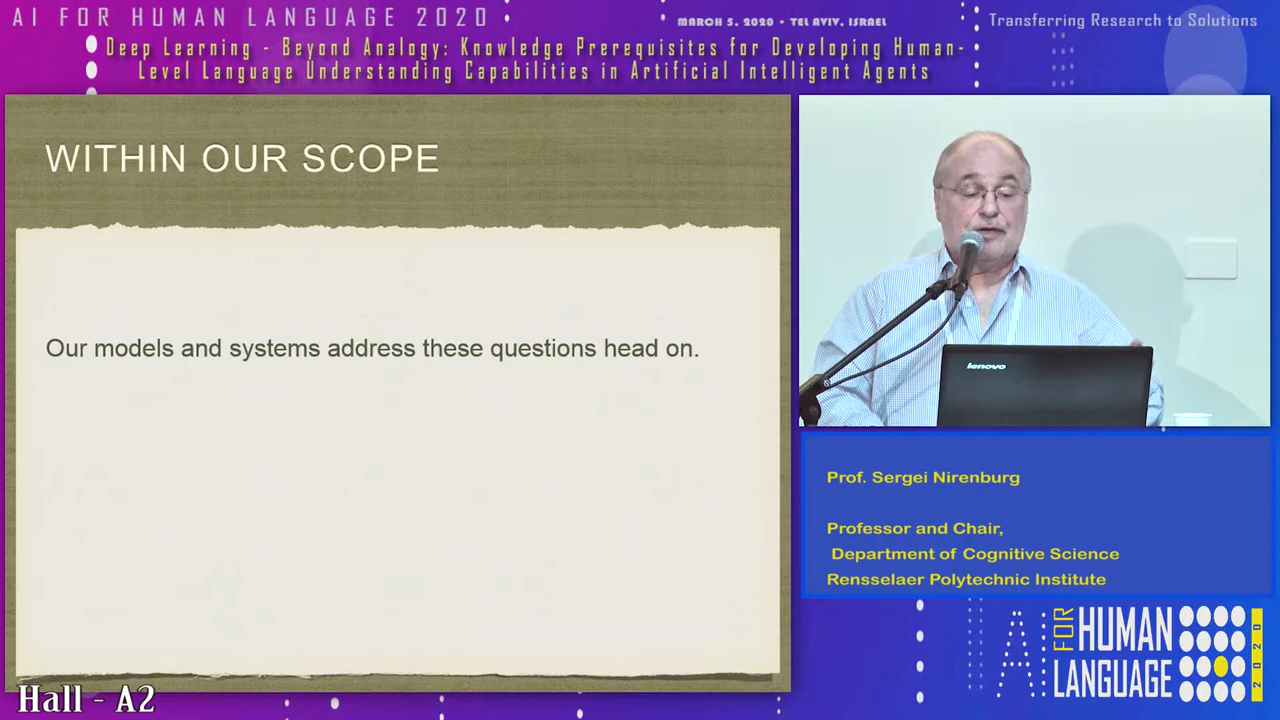 AI FOR HUMAN LANGUAGE 2020
MARCH 5, 2020 - TEL AVIV, ISRAEL
Transferring Research to Solutions
Deep Learning - Beyond Analogy: Knowledge Prerequisites for Developing Human-
Level Language Understanding Capabilities in Artificial Intelligent Agents
WITHIN OUR SCOPE
Our models and systems address these questions head on.
lenovo
Prof. Sergei Nirenburg
Professor and Chair,
Department of Cognitive Science
Rensselaer Polytechnic Institute
AI FOR HUMAN
LANGUAGE 2020
Hall - A2